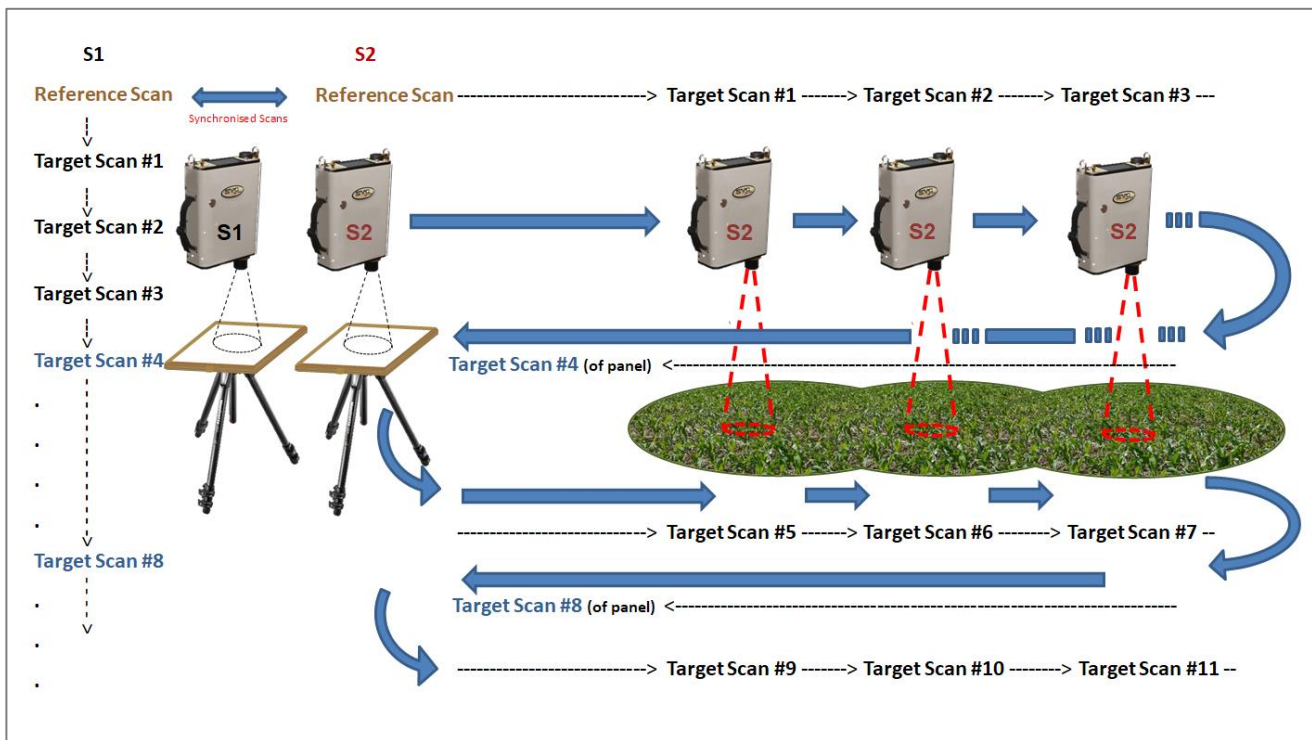 S1 S2
Reference Scan Reference Scan ----------------------------> Target Scan #1 -------> Target Scan #2 -------> Target Scan #3 ---
Synchronised Scans
Target Scan #1
Target Scan #2
S1 S2 S2 S2 S2
Target Scan #3
Target Scan #4 Target Scan #4 (of panel) <----------------------------
.
.
.
.
----------------------------> Target Scan #5 -------> Target Scan #6 -------> Target Scan #7 --
Target Scan #8
Target Scan #8 (of panel) <----------------------------
.
.
----------------------------> Target Scan #9 -------> Target Scan #10 --------> Target Scan #11 --
.